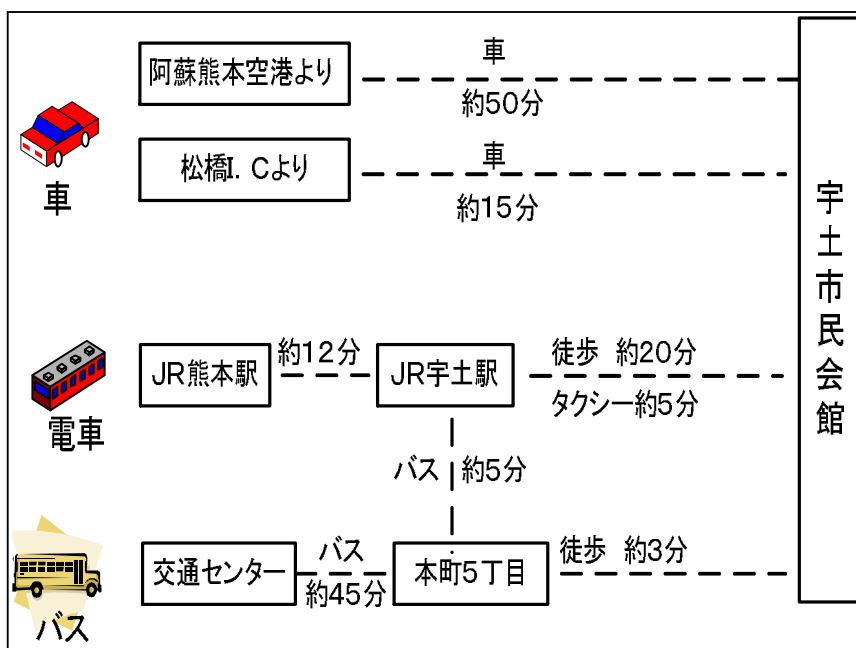 阿蘇熊本空港より
車
約50分
車
松橋I. Cより
車
約15分
宇土市民会館
電車
JR熊本駅
約12分
JR宇土駅
徒歩 約20分
タクシー約5分
バス 約5分
バス
交通センター
バス
約45分
本町5丁目
徒歩 約3分